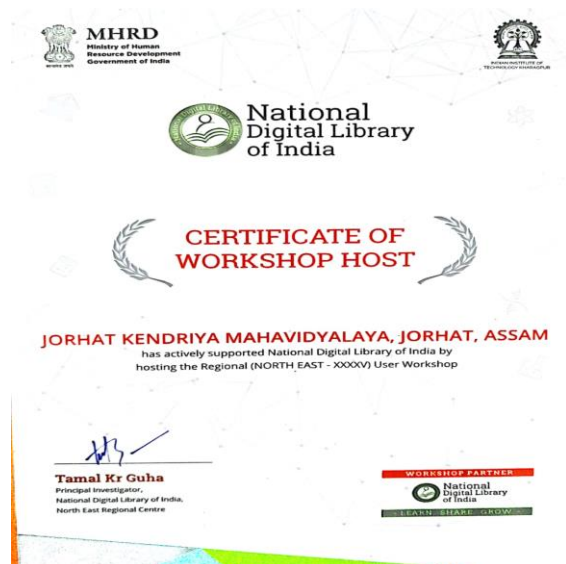 MHRD
Ministry of Human
Resource Development
Government of India
INDIAN INSTITUTE OF
TECHNOLOGY KHARAGPUR
National
Digital Library
of India
CERTIFICATE OF
WORKSHOP HOST
JORHAT KENDRIYA MAHAVIDYALAYA, JORHAT, ASSAM
has actively supported National Digital Library of India by
hosting the Regional (NORTH EAST - XXXXV) User Workshop
Tamal Kr Guha
Principal Investigator,
National Digital Library of India,
North East Regional Centre
WORKSHOP PARTNER
National
Digital Library
of India
LEARN SHARE GROW